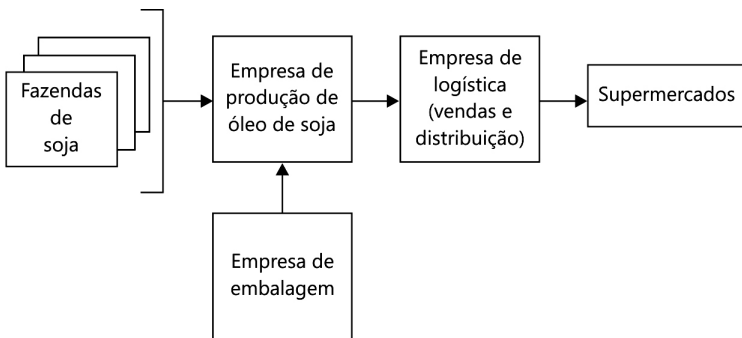 Fazendas
de
soja
Empresa de
produção de
óleo de soja
Empresa de
logística
(vendas e
distribuição)
Supermercados
Empresa de
embalagem